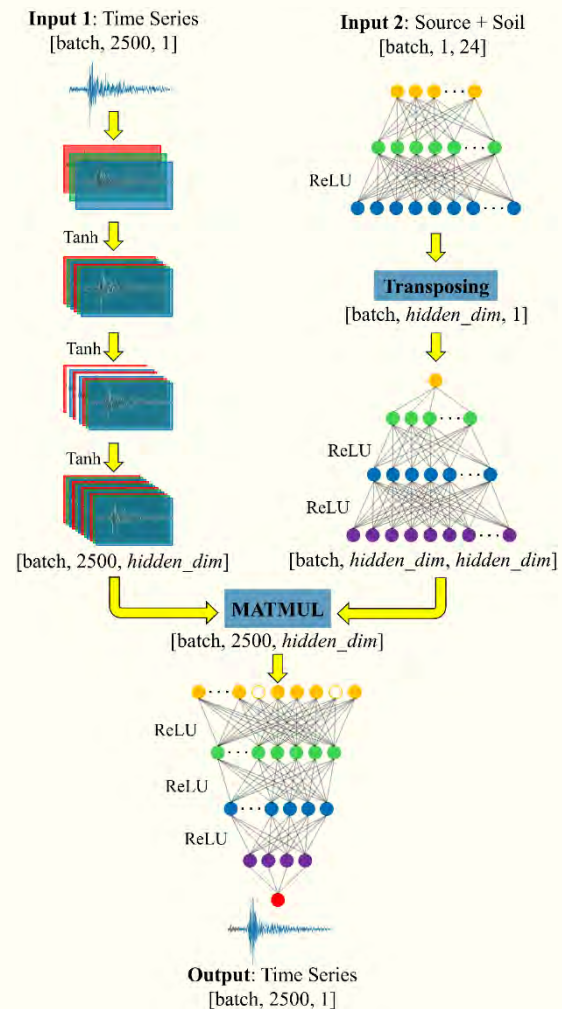 Input 1: Time Series
[batch, 2500, 1]
Tanh
Tanh
Tanh
[batch, 2500, hidden_dim]
Input 2: Source + Soil
[batch, 1, 24]
ReLU
Transposing
[batch, hidden_dim, 1]
ReLU
ReLU
[batch, hidden_dim, hidden_dim]
MATMUL
[batch, 2500, hidden_dim]
ReLU
ReLU
ReLU
Output: Time Series
[batch, 2500, 1]